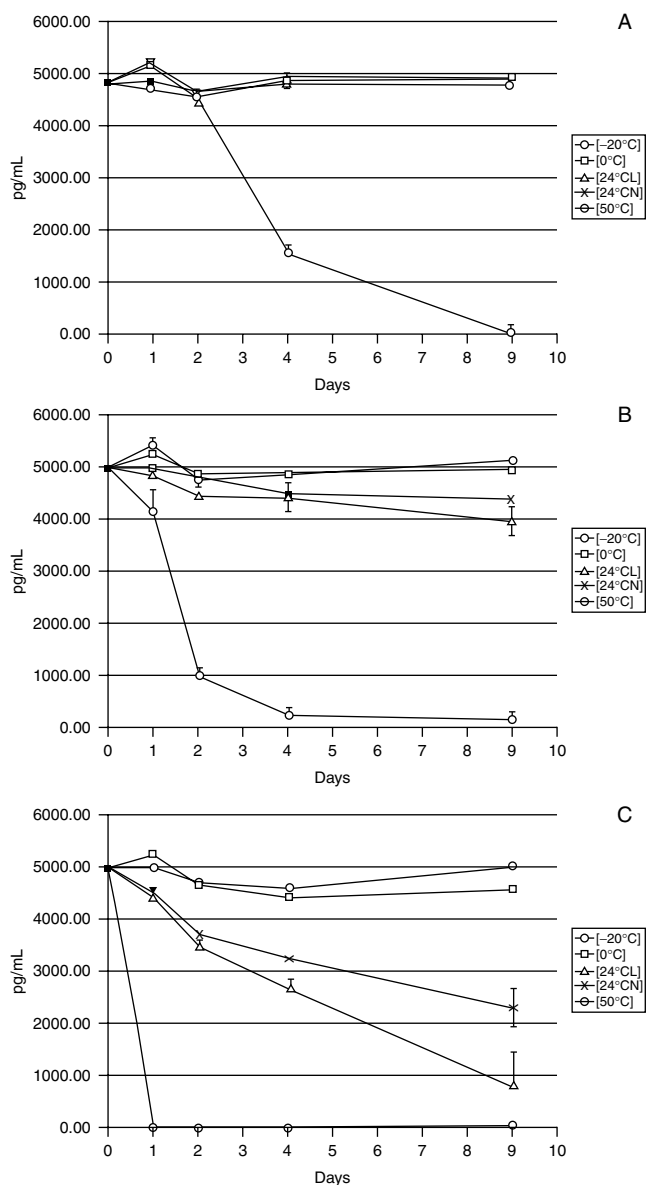 A
6000.00
5000.00
4000.00
3000.00
2000.00
1000.00
0.00
pg/mL
0 1 2 3 4 5 6 7 8 9 10
Days
[−20°C]
[0°C]
[24°CL]
[24°CN]
[50°C]
B
6000.00
5000.00
4000.00
3000.00
2000.00
1000.00
0.00
pg/mL
0 1 2 3 4 5 6 7 8 9 10
Days
[−20°C]
[0°C]
[24°CL]
[24°CN]
[50°C]
C
6000.00
5000.00
4000.00
3000.00
2000.00
1000.00
0.00
pg/mL
0 1 2 3 4 5 6 7 8 9 10
Days
[−20°C]
[0°C]
[24°CL]
[24°CN]
[50°C]